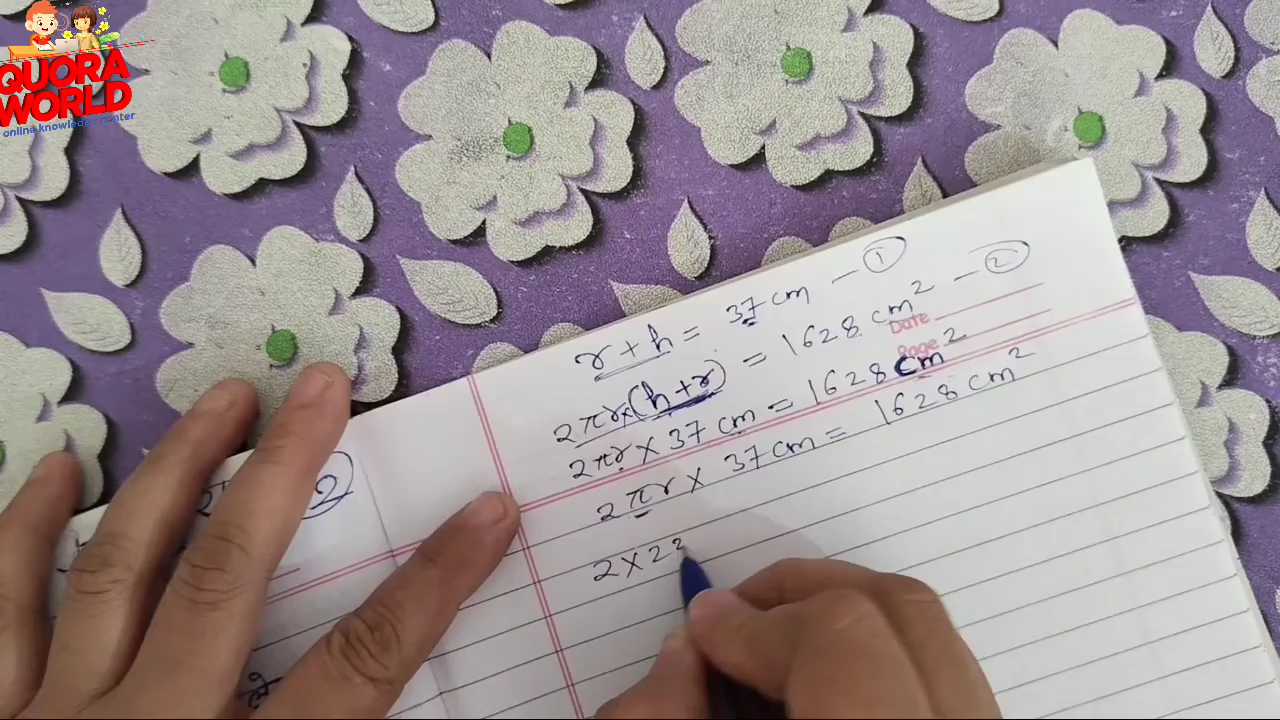 QUORA
WORLD
online knowledge center
r + h = 37 cm — ①
2πr×(h+r) = 1628 cm² — ②
Date
Page
2πr × 37 cm = 1628 cm²
2πr × 37 cm = 1628 cm²
2 × 22
2